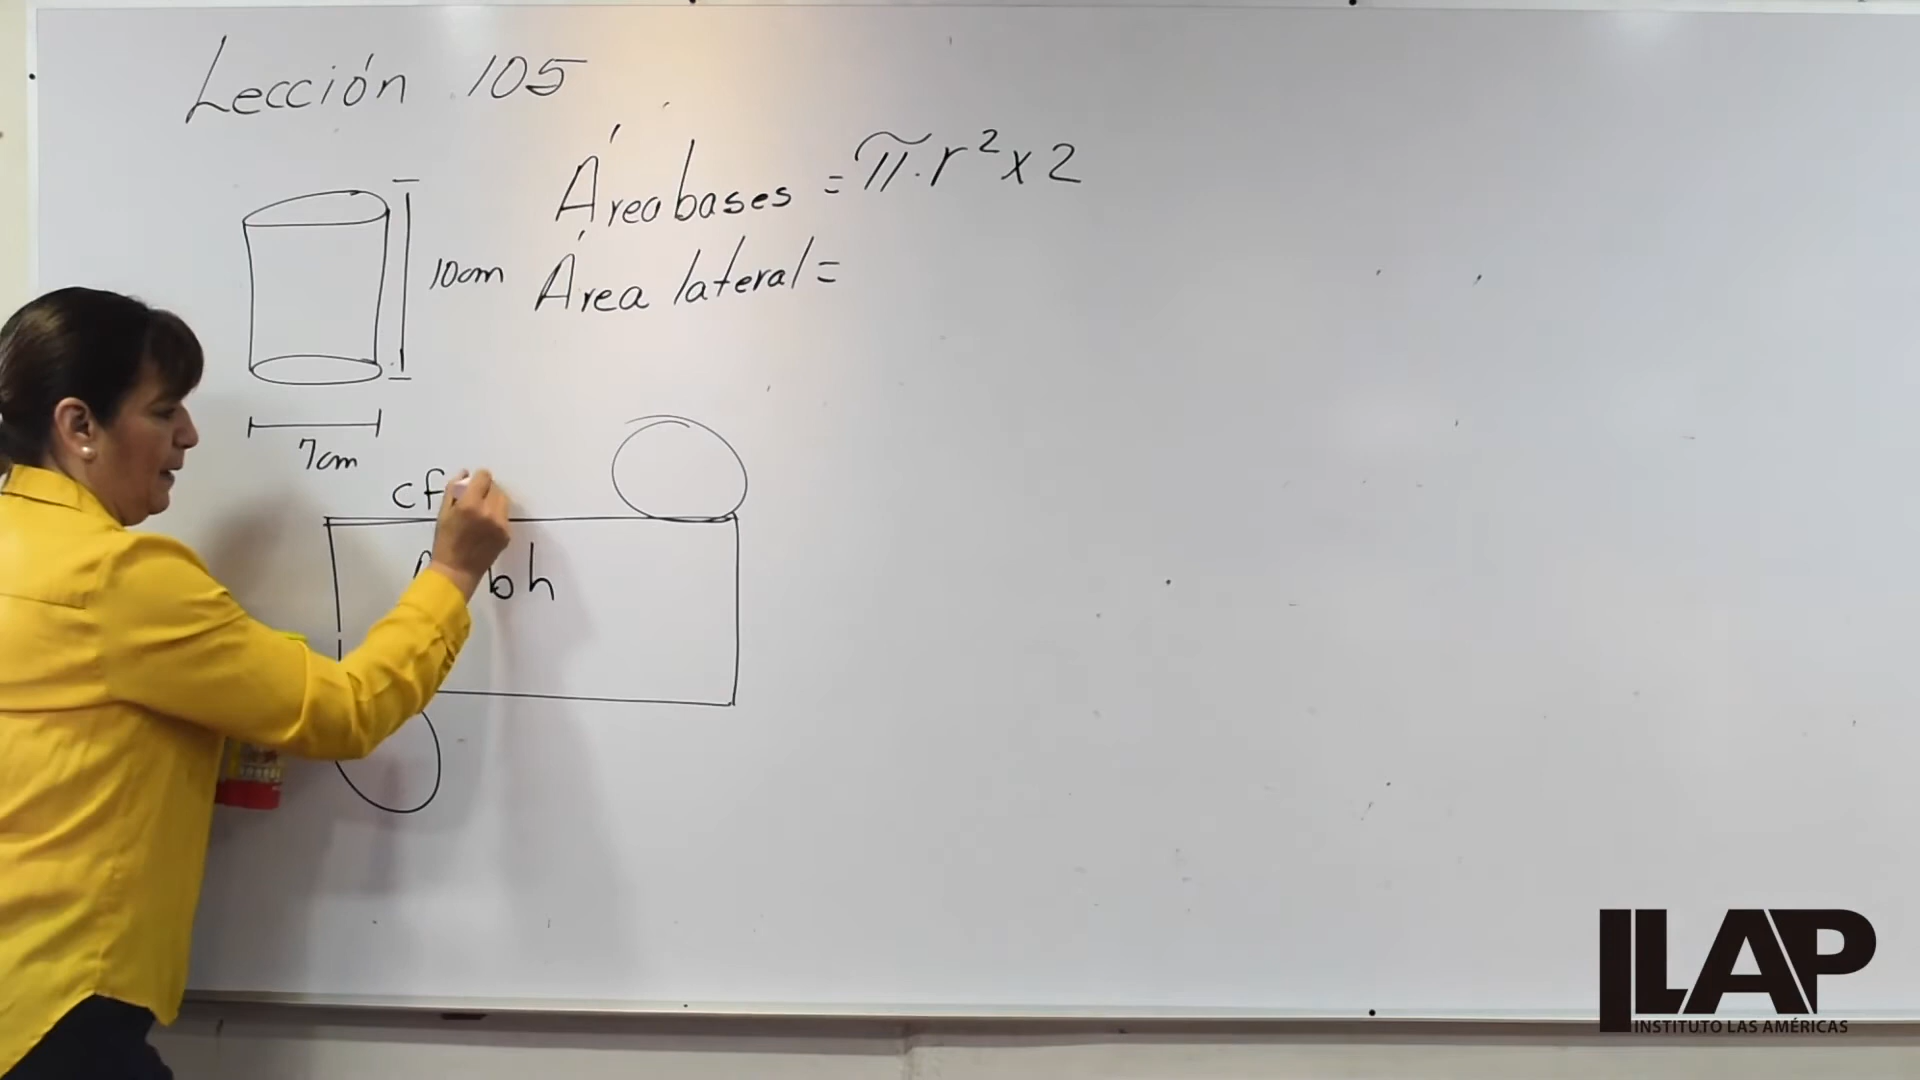 Lección 105
Área bases = π·r² x 2
10cm
Área lateral =
7cm
cf
bh
ILAP
INSTITUTO LAS AMÉRICAS